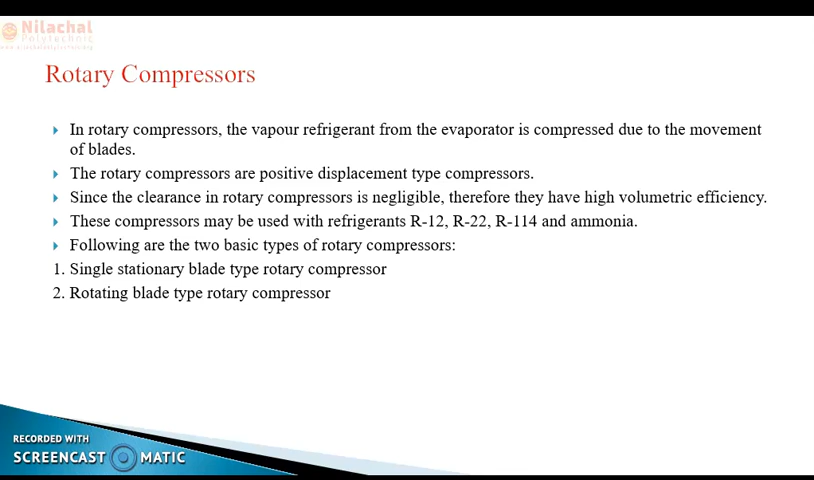 Nilachal
Polytechnic
Rotary Compressors
In rotary compressors, the vapour refrigerant from the evaporator is compressed due to the movement
of blades.
The rotary compressors are positive displacement type compressors.
Since the clearance in rotary compressors is negligible, therefore they have high volumetric efficiency.
These compressors may be used with refrigerants R-12, R-22, R-114 and ammonia.
Following are the two basic types of rotary compressors:
1. Single stationary blade type rotary compressor
2. Rotating blade type rotary compressor
RECORDED WITH
SCREENCAST MATIC